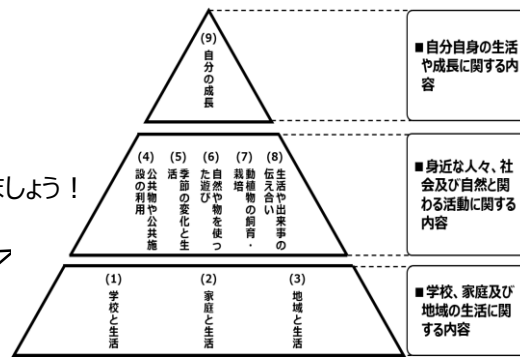 (9)
自分の成長
■自分自身の生活
や成長に関する内
容
ましょう！
(4)
公共物や公共施
設の利用
(5)
季節の変化と生
活
(6)
自然や物を使っ
た遊び
(7)
動植物の飼育・
栽培
(8)
生活や出来事の
伝え合い
■身近な人々、社
会及び自然と関
わる活動に関する
内容
(1)
学校と生活
(2)
家庭と生活
(3)
地域と生活
■学校、家庭及び
地域の生活に関
する内容